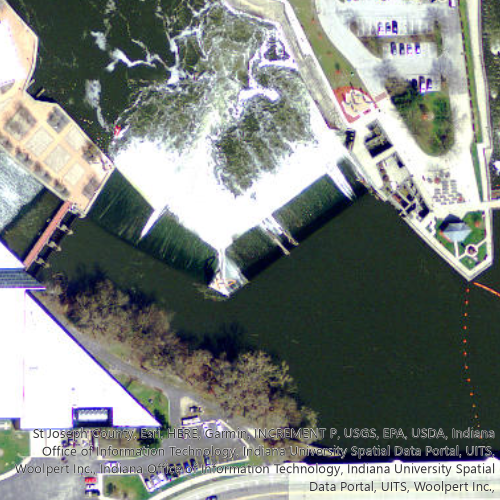 St Joseph County, Esri, HERE, Garmin, INCREMENT P, USGS, EPA, USDA, Indiana
Office of Information Technology, Indiana University Spatial Data Portal, UITS,
Woolpert Inc., Indiana Office of Information Technology, Indiana University Spatial
Data Portal, UITS, Woolpert Inc.,